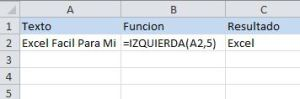 A B C
1 Texto Funcion Resultado
2 Excel Facil Para Mi =IZQUIERDA(A2,5) Excel
3
4
5